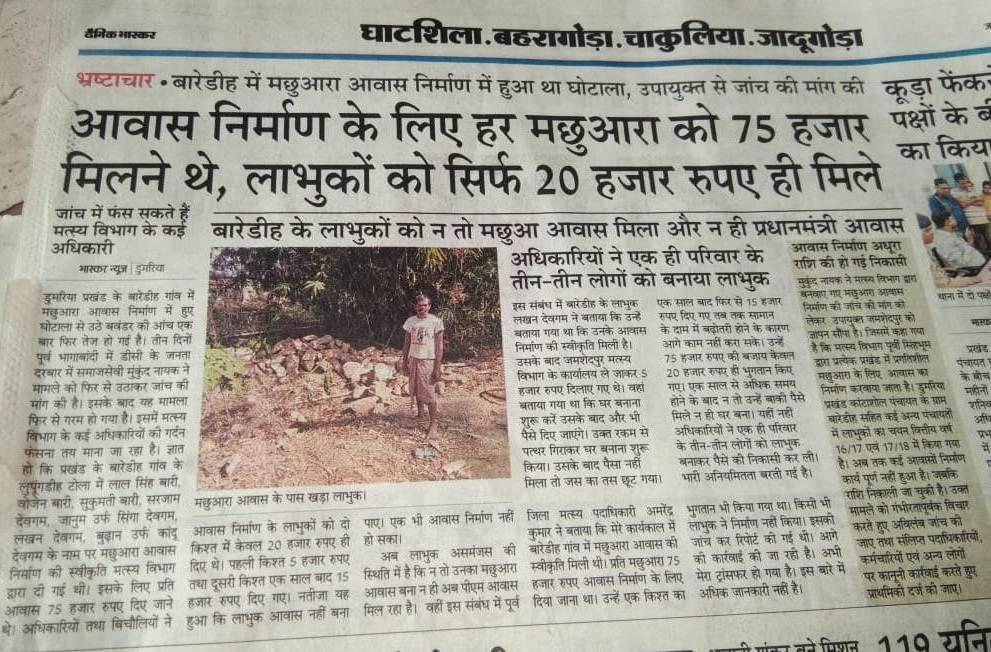 दैनिक भास्कर
घाटशिला.बहरागोड़ा.चाकुलिया.जादूगोड़ा
भ्रष्टाचार • बारेडीह में मछुआरा आवास निर्माण में हुआ था घोटाला, उपायुक्त से जांच की मांग की
आवास निर्माण के लिए हर मछुआरा को 75 हजार
मिलने थे, लाभुकों को सिर्फ 20 हजार रुपए ही मिले
जांच में फंस सकते हैं
मत्स्य विभाग के कई
अधिकारी
भास्कर न्यूज | डुमरिया
डुमरिया प्रखंड के बारेडीह गांव में
मछुआरा आवास निर्माण में हुए
घोटाला से उठे बवंडर की आंच एक
बार फिर तेज हो गई है। तीन दिनों
पूर्व भागाबांदी में डीसी के जनता
दरबार में समाजसेवी मुकुंद नायक ने
मामले को फिर से उठाकर जांच की
मांग की है। इसके बाद यह मामला
फिर से गरम हो गया है। इसमें मत्स्य
विभाग के कई अधिकारियों की गर्दन
फंसना तय माना जा रहा है। ज्ञात
हो कि प्रखंड के बारेडीह गांव के
लुपुंगडीह टोला में लाल सिंह बारी,
वोजेन बारी, सुकुमती बारी, सरजाम
देवगम, जानुम उर्फ सिंगा देवगम,
लखन देवगम, बुढ़ान उर्फ कांदू
देवगम के नाम पर मछुआरा आवास
निर्माण की स्वीकृति मत्स्य विभाग
द्वारा दी गई थी। इसके लिए प्रति
आवास 75 हजार रुपए दिए जाने
थे। अधिकारियों तथा बिचौलियों ने
बारेडीह के लाभुकों को न तो मछुआ आवास मिला और न ही प्रधानमंत्री आवास
मछुआरा आवास के पास खड़ा लाभुक।
आवास निर्माण के लाभुकों को दो
किश्त में केवल 20 हजार रुपए ही
दिए थे। पहली किश्त 5 हजार रुपए
तथा दूसरी किश्त एक साल बाद 15
हजार रुपए दिए गए। नतीजा यह
हुआ कि लाभुक आवास नहीं बना
पाए। एक भी आवास निर्माण नहीं
हो सका।
अब लाभुक असमंजस की
स्थिति में है कि न तो उनका मछुआरा
आवास बना न ही अब पीएम आवास
मिल रहा है। वहीं इस संबंध में पूर्व
अधिकारियों ने एक ही परिवार के
तीन-तीन लोगों को बनाया लाभुक
इस संबंध में बारेडीह के लाभुक
लखन देवगम ने बताया कि उन्हें
बताया गया था कि उनके आवास
निर्माण की स्वीकृति मिली है।
उसके बाद जमशेदपुर मत्स्य
विभाग के कार्यालय ले जाकर 5
हजार रुपए दिलाए गए थे। वहां
बताया गया था कि घर बनाना
शुरू करें उसके बाद और भी
पैसे दिए जाएंगे। उक्त रकम से
पत्थर गिराकर घर बनाना शुरू
किया। उसके बाद पैसा नहीं
मिला तो जस का तस छूट गया।
एक साल बाद फिर से 15 हजार
रुपए दिए गए तब तक सामान
के दाम में बढ़ोतरी होने के कारण
आगे काम नहीं करा सके। उन्हें
75 हजार रुपए की बजाय केवल
20 हजार रुपए ही भुगतान किए
गए। एक साल से अधिक समय
होने के बाद न तो उन्हें बाकी पैसे
मिले न ही घर बना। यही नहीं
अधिकारियों ने एक ही परिवार
के तीन-तीन लोगों को लाभुक
बनाकर पैसे की निकासी कर ली।
भारी अनियमितता बरती गई है।
जिला मत्स्य पदाधिकारी अमरेंद्र
कुमार ने बताया कि मेरे कार्यकाल में
बारेडीह गांव में मछुआरा आवास की
स्वीकृति मिली थी। प्रति मछुआरा 75
हजार रुपए आवास निर्माण के लिए
दिया जाना था। उन्हें एक किश्त का
भुगतान भी किया गया था। किसी भी
लाभुक ने निर्माण नहीं किया। इसकी
जांच कर रिपोर्ट की गई थी। आगे
की कार्रवाई की जा रही है। अभी
मेरा ट्रांसफर हो गया है। इस बारे में
अधिक जानकारी नहीं है।
आवास निर्माण अधूरा
राशि की हो गई निकासी
मुकुंद नायक ने मत्स्य विभाग द्वारा
बनवाए गए मछुआरा आवास
निर्माण की जांच की मांग को
लेकर उपायुक्त जमशेदपुर को
ज्ञापन सौंपा है। जिसमें कहा गया
है कि मत्स्य विभाग पूर्वी सिंहभूम
द्वारा प्रत्येक प्रखंड में प्रगतिशील
मछुआरा के लिए आवास का
निर्माण करवाया जाता है। डुमरिया
प्रखंड कांटाशोल पंचायत के ग्राम
बारेडीह सहित कई अन्य पंचायतों
में लाभुकों का चयन वित्तीय वर्ष
16/17 एवं 17/18 में किया गया
है। अब तक कई आवासों निर्माण
कार्य पूर्ण नहीं हुआ है। जबकि
राशि निकाली जा चुकी है। उक्त
मामले को गंभीरतापूर्वक विचार
करते हुए अविलंब जांच की
जाए तथा संलिप्त पदाधिकारियों,
कर्मचारियों एवं अन्य लोगों
पर कानूनी कार्रवाई करते हुए
प्राथमिकी दर्ज की जाए।
कूड़ा फेंक
पक्षों के
का किया
थाना में दो
प्रखंड
पंचायत
के बीच
महीनों
119